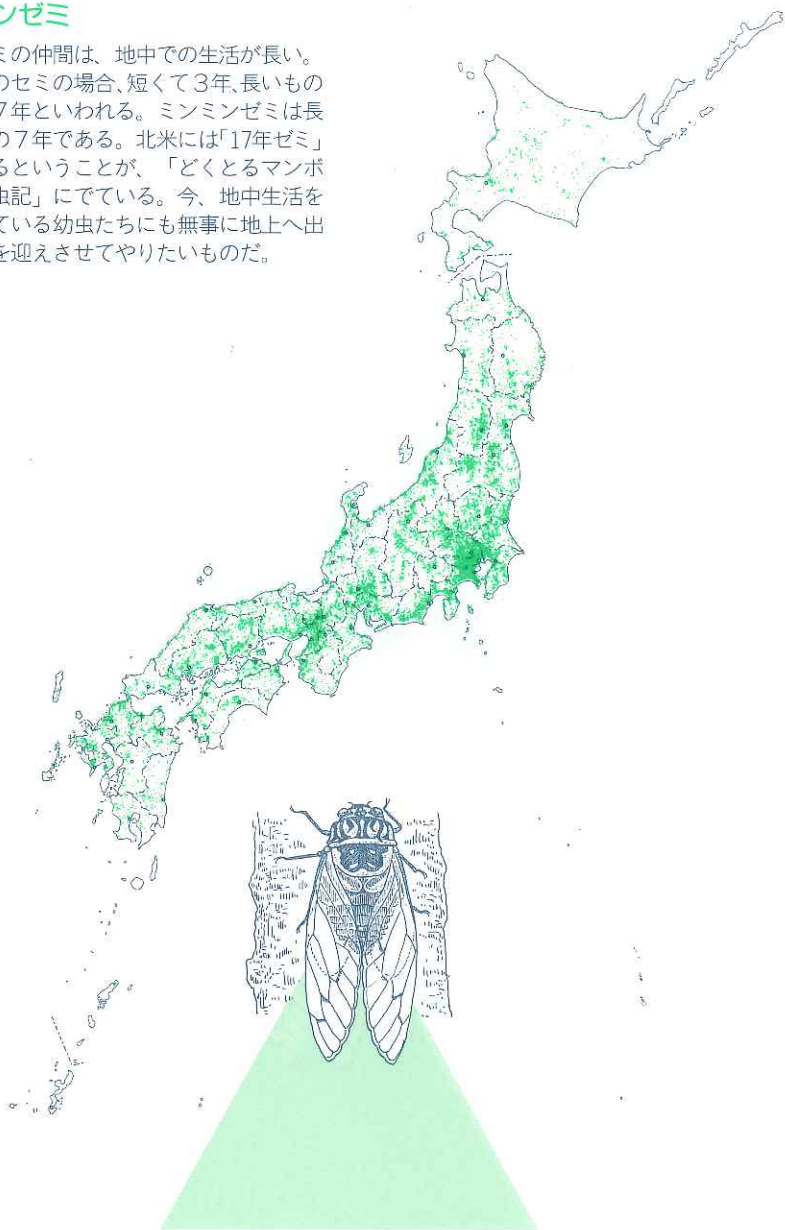 ンゼミ
ミの仲間は、地中での生活が長い。
のセミの場合、短くて3年、長いもの
7年といわれる。ミンミンゼミは長
の7年である。北米には「17年ゼミ」
るということが、「どくとるマンボ
虫記」にでている。今、地中生活を
ている幼虫たちにも無事に地上へ出
を迎えさせてやりたいものだ。